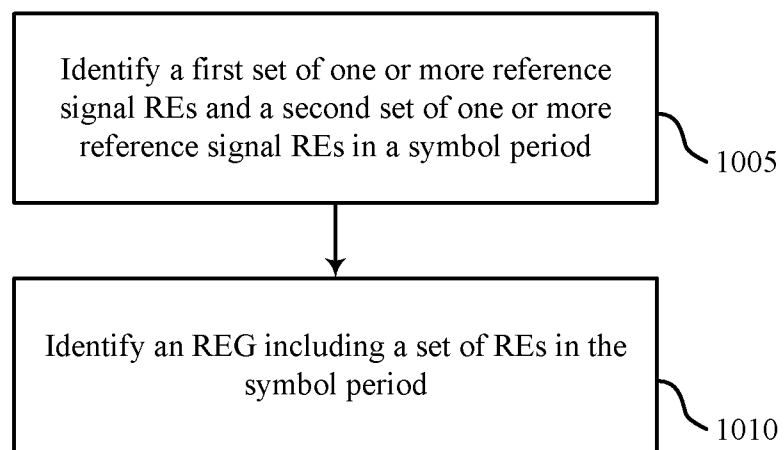 Identify a first set of one or more reference
signal REs and a second set of one or more
reference signal REs in a symbol period
1005
Identify an REG including a set of REs in the
symbol period
1010